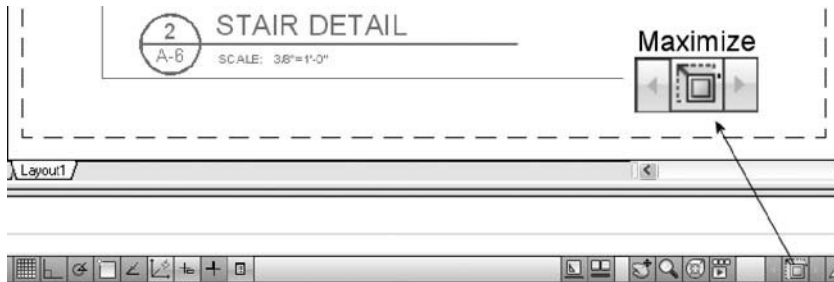 2
STAIR DETAIL
A-6
SCALE: 3.8"=1'-0"
Maximize
Layout1